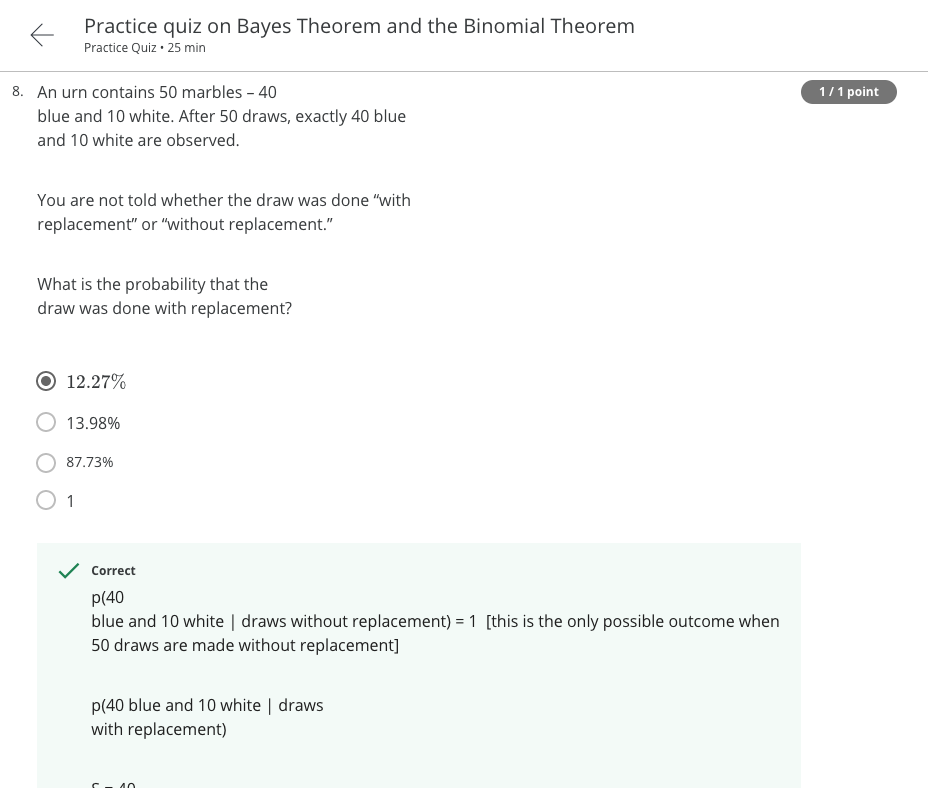 Practice quiz on Bayes Theorem and the Binomial Theorem
Practice Quiz • 25 min
8. An urn contains 50 marbles – 40
1 / 1 point
blue and 10 white. After 50 draws, exactly 40 blue
and 10 white are observed.
You are not told whether the draw was done “with
replacement” or “without replacement.”
What is the probability that the
draw was done with replacement?
12.27%
13.98%
87.73%
1
Correct
p(40
blue and 10 white | draws without replacement) = 1 [this is the only possible outcome when
50 draws are made without replacement]
p(40 blue and 10 white | draws
with replacement)
S = 40